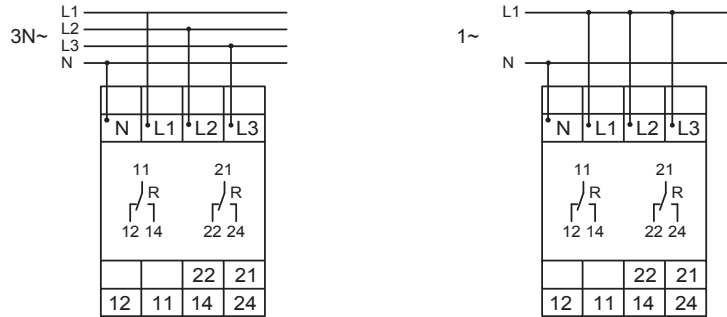 L1
L2
3N~
L3
N
N L1 L2 L3
11 21
R R
12 14 22 24
22 21
12 11 14 24
L1
1~
N
N L1 L2 L3
11 21
R R
12 14 22 24
22 21
12 11 14 24